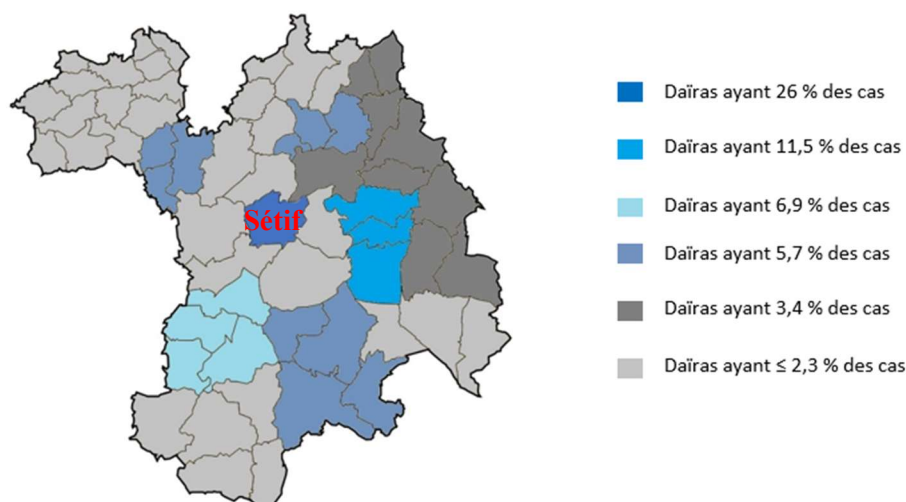 Sétif
Daïras ayant 26 % des cas
Daïras ayant 11,5 % des cas
Daïras ayant 6,9 % des cas
Daïras ayant 5,7 % des cas
Daïras ayant 3,4 % des cas
Daïras ayant ≤ 2,3 % des cas